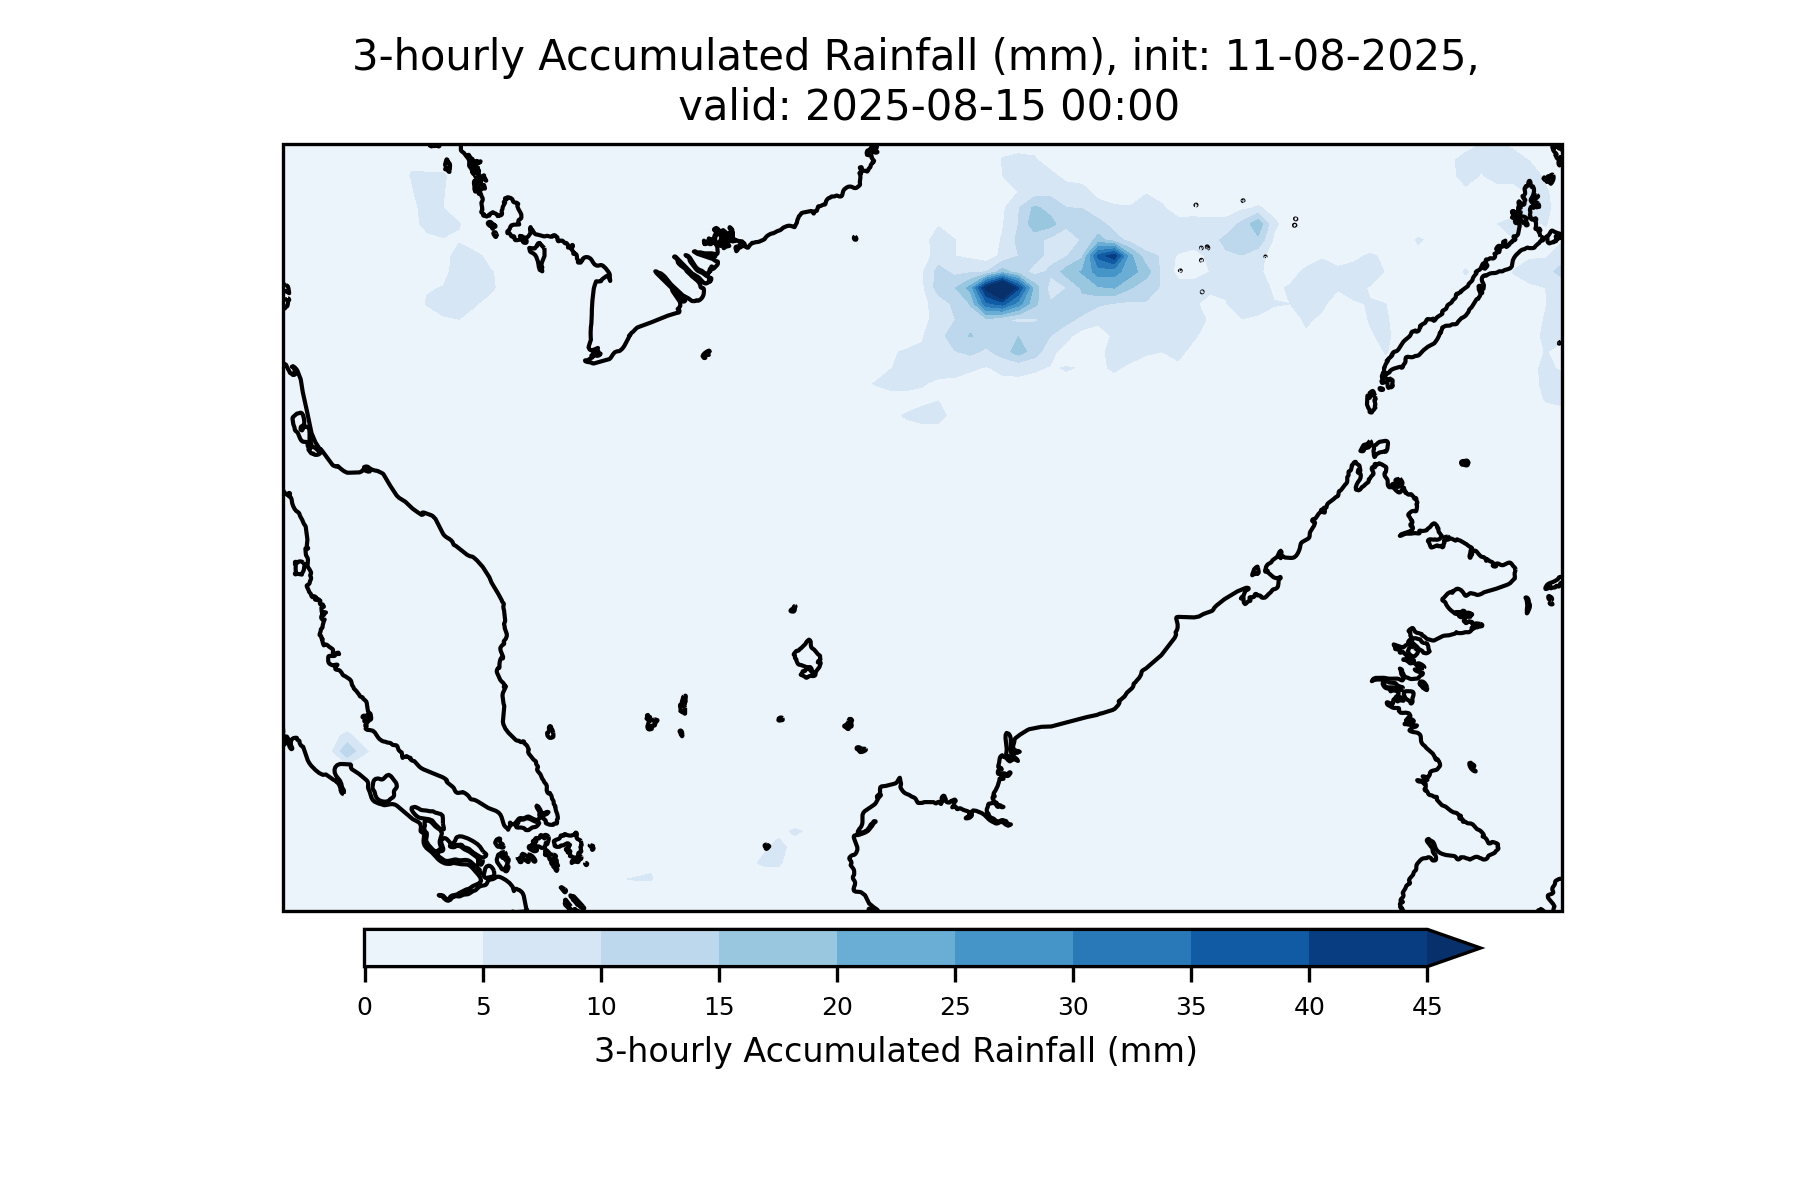 3-hourly Accumulated Rainfall (mm), init: 11-08-2025,
valid: 2025-08-15 00:00
0 5 10 15 20 25 30 35 40 45
3-hourly Accumulated Rainfall (mm)